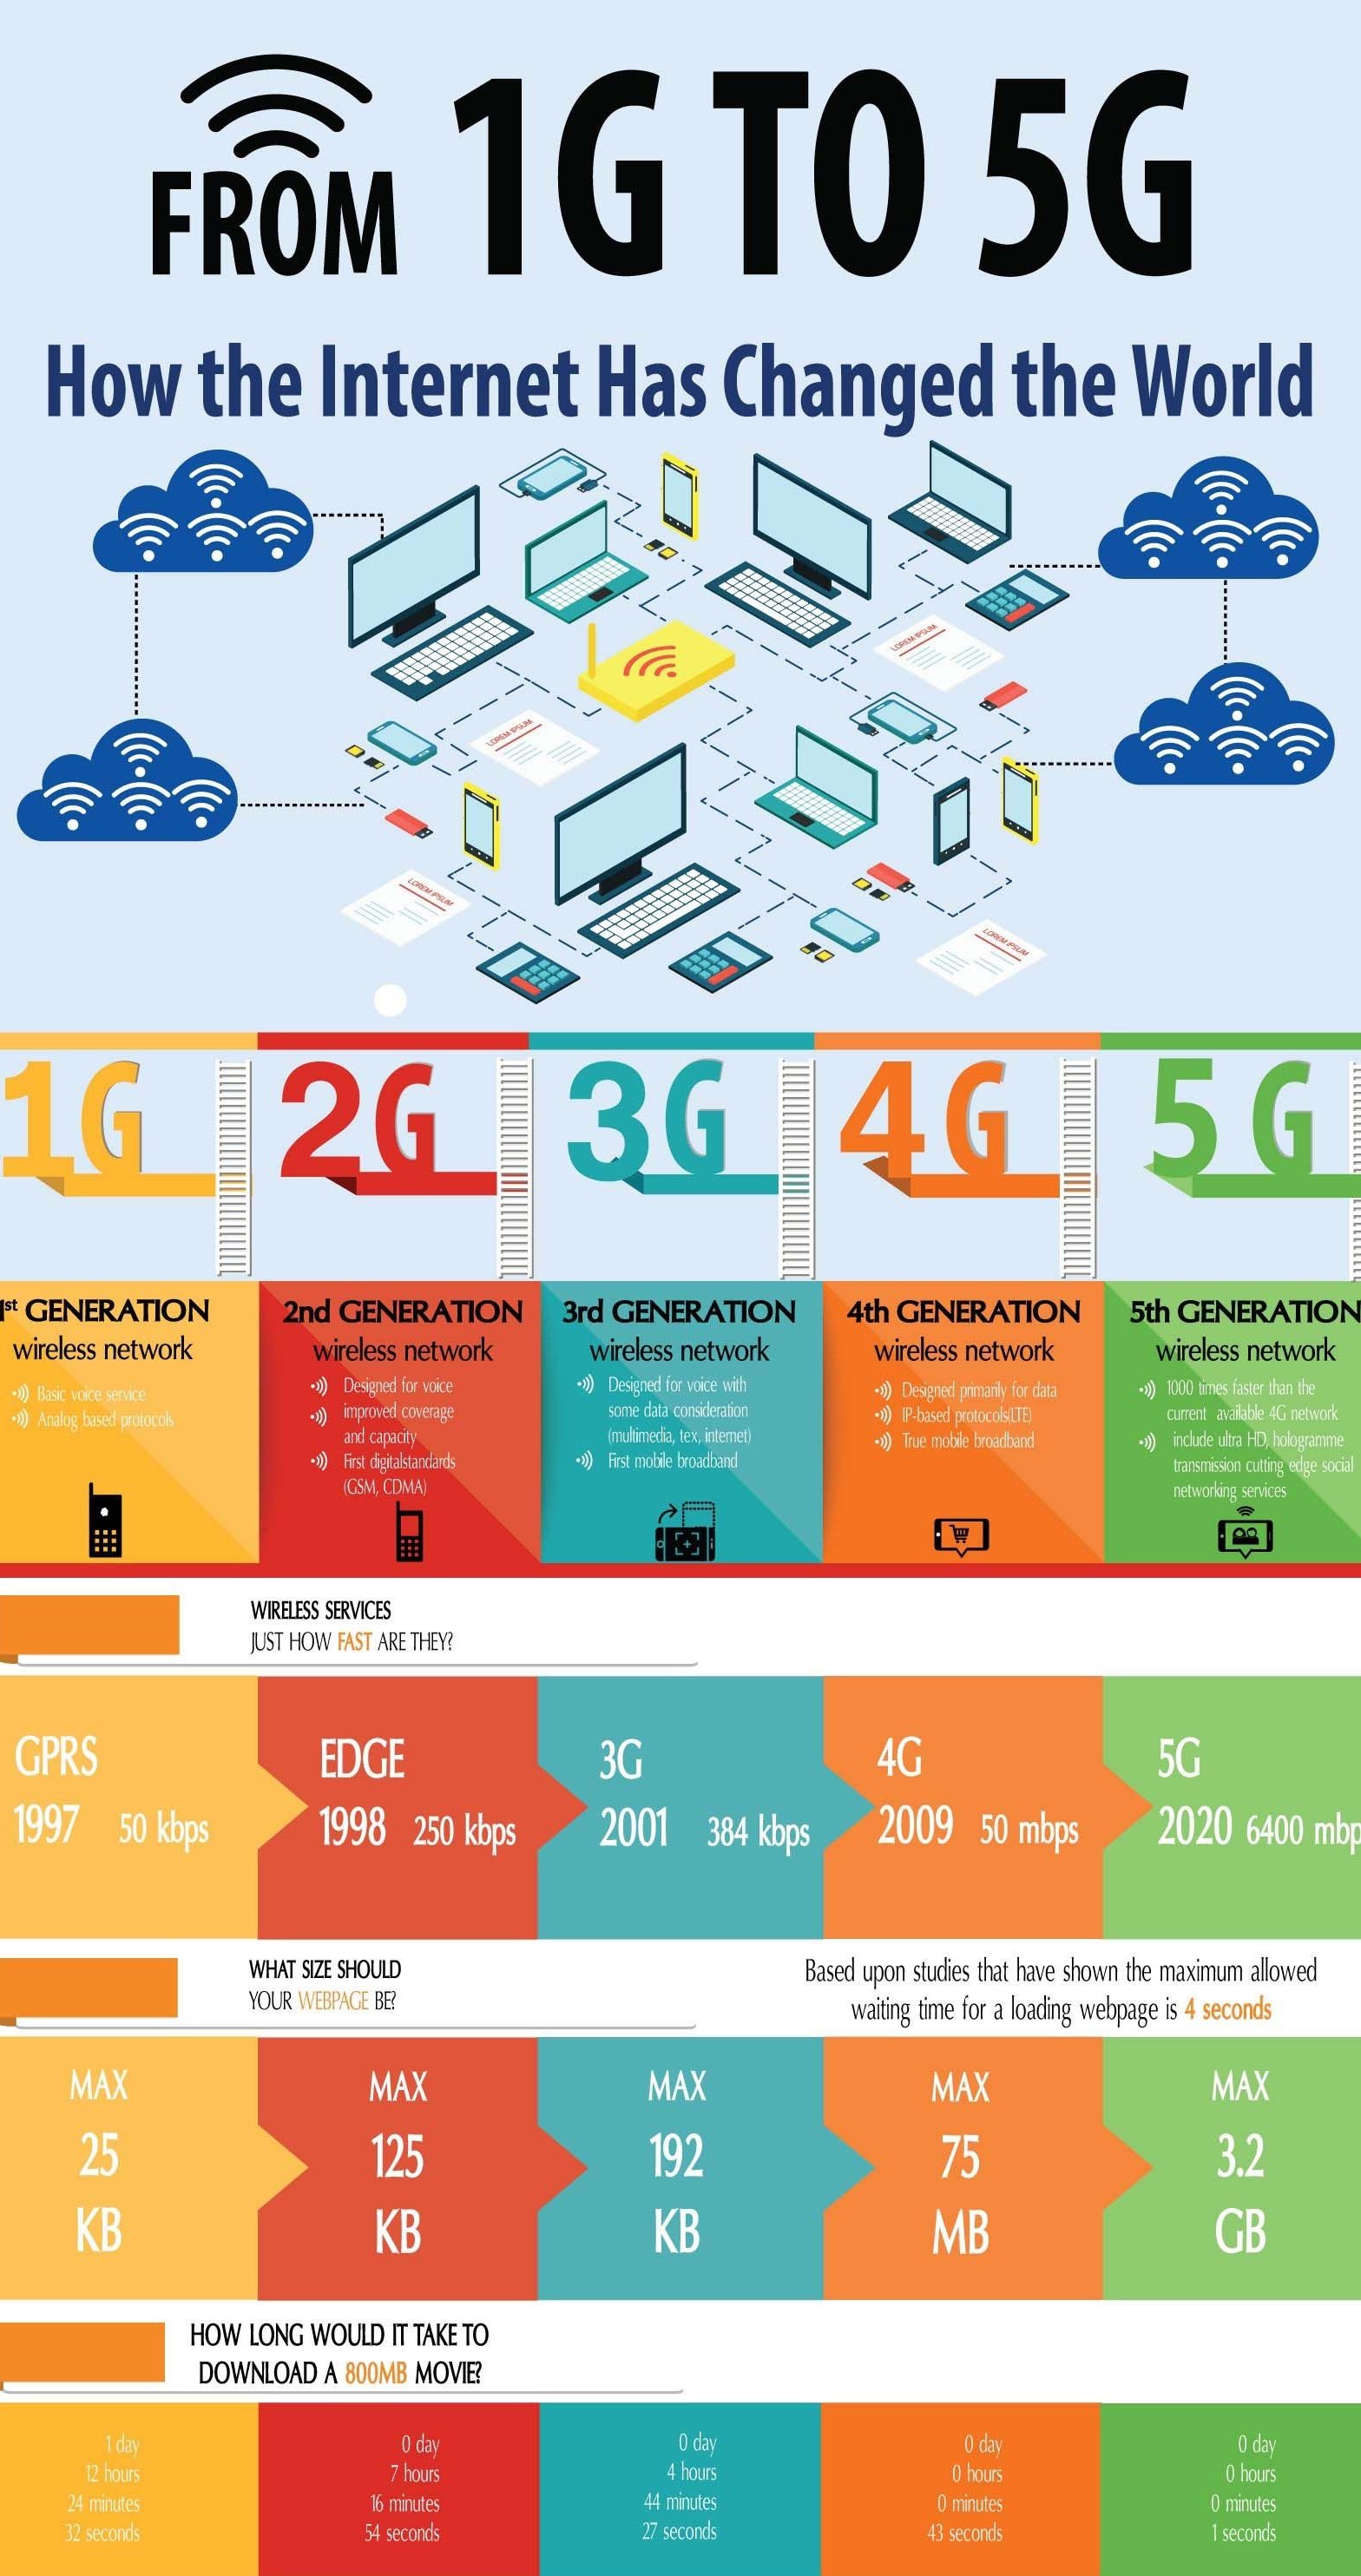 FROM 1G TO 5G
How the Internet Has Changed the World
LOREM IPSUM
LOREM IPSUM
LOREM IPSUM
LOREM IPSUM
1G
2G
3G
4G
5G
1st GENERATION
wireless network
Basic voice service
Analog based protocols
2nd GENERATION
wireless network
Designed for voice
improved coverage
and capacity
First digitalstandards
(GSM, CDMA)
3rd GENERATION
wireless network
Designed for voice with
some data consideration
(multimedia, tex, internet)
First mobile broadband
4th GENERATION
wireless network
Designed primarily for data
IP-based protocols(LTE)
True mobile broadband
5th GENERATION
wireless network
1000 times faster than the
current available 4G network
include ultra HD, hologramme
transmission cutting edge social
networking services
WIRELESS SERVICES
JUST HOW FAST ARE THEY?
GPRS
1997 50 kbps
EDGE
1998 250 kbps
3G
2001 384 kbps
4G
2009 50 mbps
5G
2020 6400 mbp
WHAT SIZE SHOULD
YOUR WEBPAGE BE?
Based upon studies that have shown the maximum allowed
waiting time for a loading webpage is 4 seconds
MAX
25
KB
MAX
125
KB
MAX
192
KB
MAX
75
MB
MAX
3.2
GB
HOW LONG WOULD IT TAKE TO
DOWNLOAD A 800MB MOVIE?
1 day
12 hours
24 minutes
32 seconds
0 day
7 hours
16 minutes
54 seconds
0 day
4 hours
44 minutes
27 seconds
0 day
0 hours
0 minutes
43 seconds
0 day
0 hours
0 minutes
1 seconds